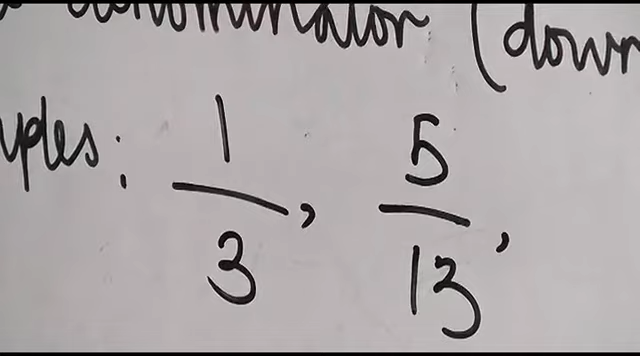 denominator (down
ples: 1/3, 5/13,